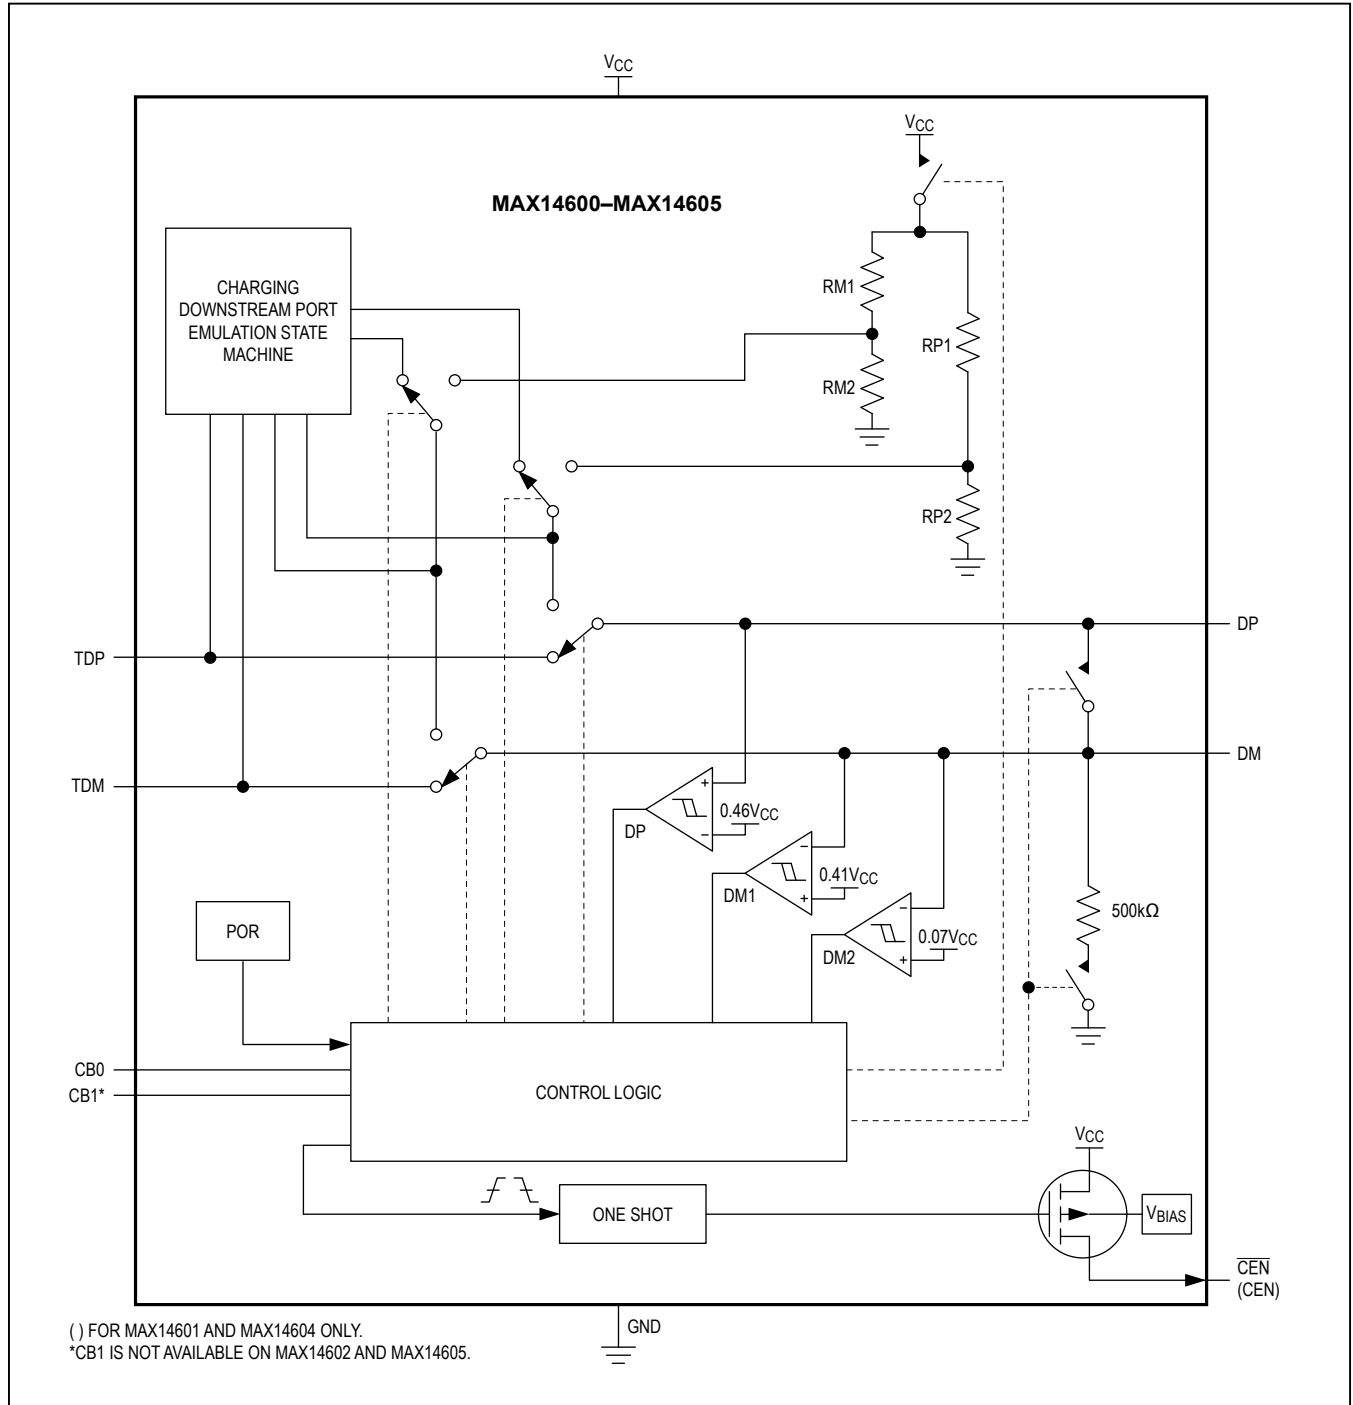 VCC
VCC
MAX14600–MAX14605
CHARGING
DOWNSTREAM PORT
EMULATION STATE
MACHINE
RM1
RP1
RM2
RP2
DP
TDP
DM
TDM
+
0.46VCC
–
DP
–
0.41VCC
+
DM1
–
0.07VCC
+
DM2
500kΩ
POR
CB0
CB1*
CONTROL LOGIC
VCC
ONE SHOT
VBIAS
CEN
(CEN)
GND
( ) FOR MAX14601 AND MAX14604 ONLY.
*CB1 IS NOT AVAILABLE ON MAX14602 AND MAX14605.